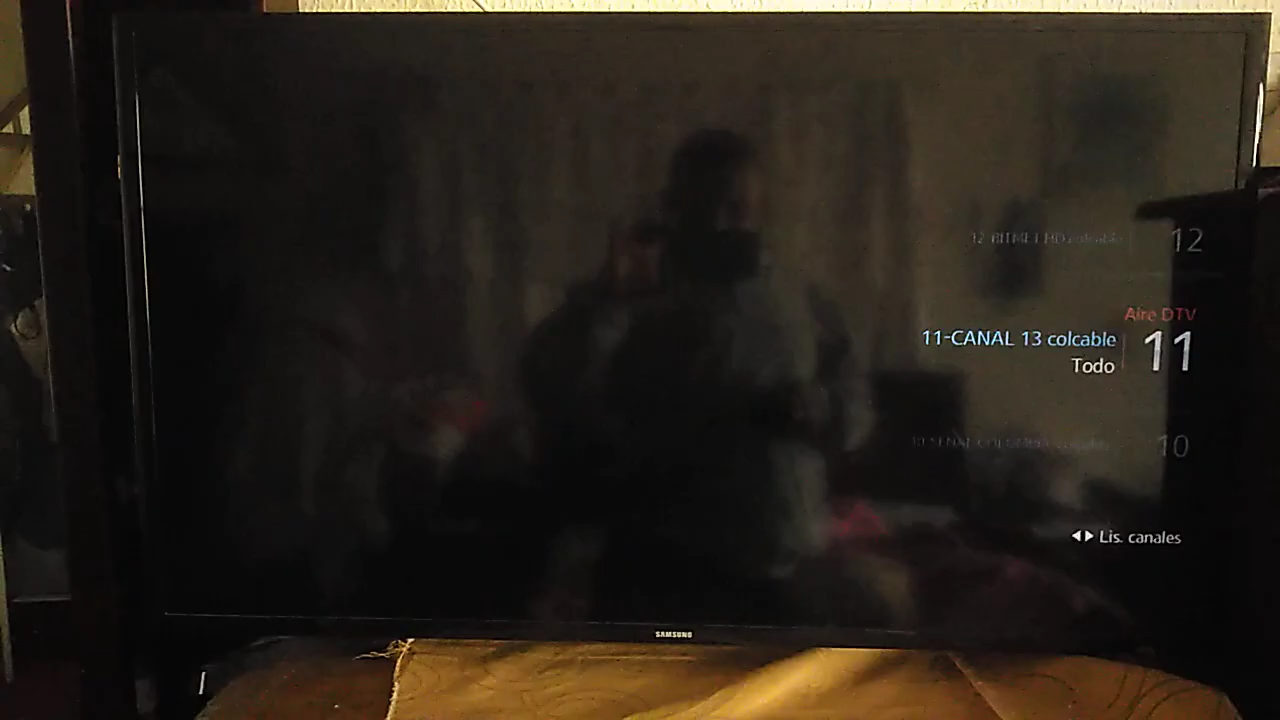 12
Aire DTV
11-CANAL 13 colcable
11
Todo
10
Lis. canales
SAMSUNG